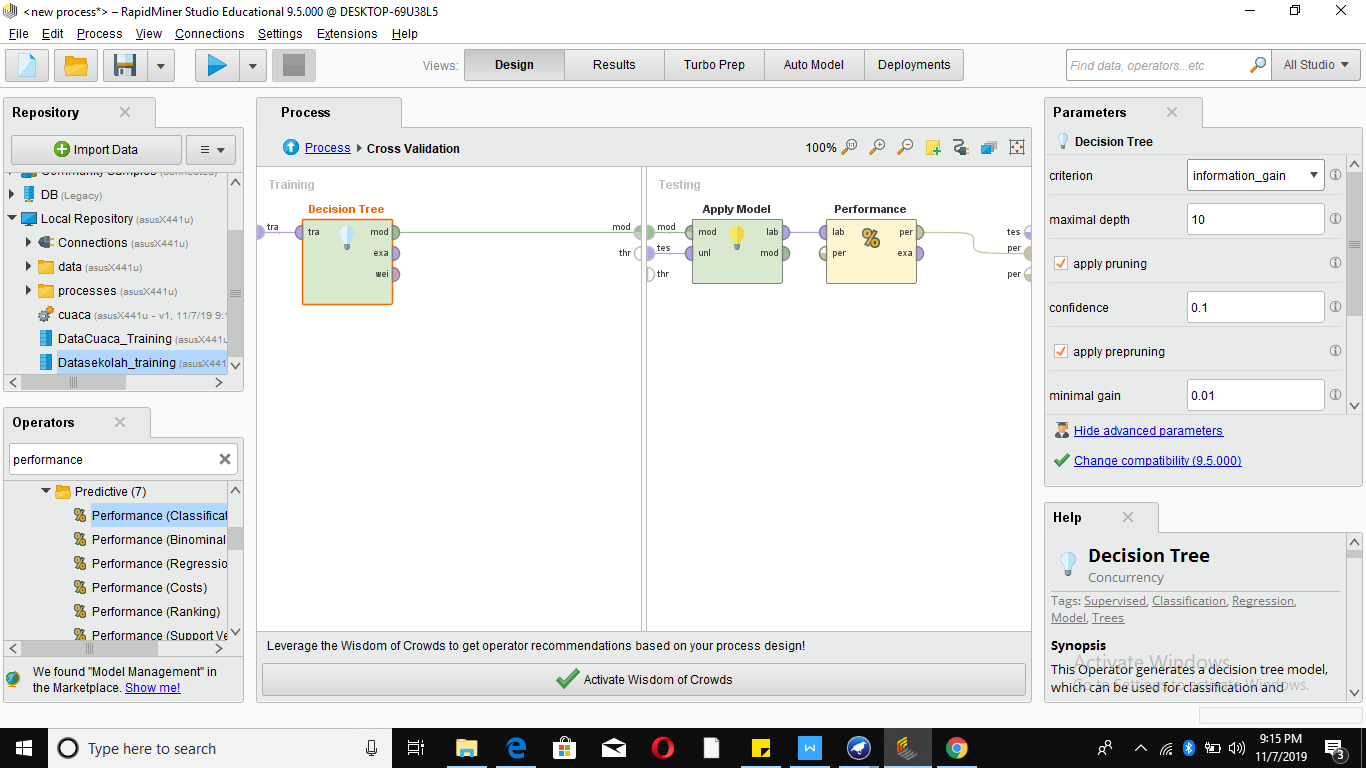 <new process*> – RapidMiner Studio Educational 9.5.000 @ DESKTOP-69U38L5
File Edit Process View Connections Settings Extensions Help
Views: Design Results Turbo Prep Auto Model Deployments
Find data, operators...etc
All Studio
Repository
Import Data
Community Samples (connected)
DB (Legacy)
Local Repository (asusX441u)
Connections (asusX441u)
data (asusX441u)
processes (asusX441u)
cuaca (asusX441u - v1, 11/7/19 9:1
DataCuaca_Training (asusX441u
Datasekolah_training (asusX441
Operators
performance
Predictive (7)
Performance (Classificat
Performance (Binominal
Performance (Regressio
Performance (Costs)
Performance (Ranking)
Performance (Support Ve
We found "Model Management" in
the Marketplace. Show me!
Process
Process Cross Validation
100%
Training
Testing
Decision Tree
tra
tra mod
exa
wei
mod
thr
mod
tes
thr
Apply Model
mod lab
unl mod
Performance
lab per
per exa
tes
per
per
Leverage the Wisdom of Crowds to get operator recommendations based on your process design!
Activate Wisdom of Crowds
Parameters
Decision Tree
criterion information_gain
maximal depth 10
apply pruning
confidence 0.1
apply prepruning
minimal gain 0.01
Hide advanced parameters
Change compatibility (9.5.000)
Help
Decision Tree
Concurrency
Tags: Supervised, Classification, Regression,
Model, Trees
Synopsis
This Operator generates a decision tree model,
which can be used for classification and
Activate Windows
Go to Settings to activate Windows.
Type here to search
W
9:15 PM
11/7/2019
3